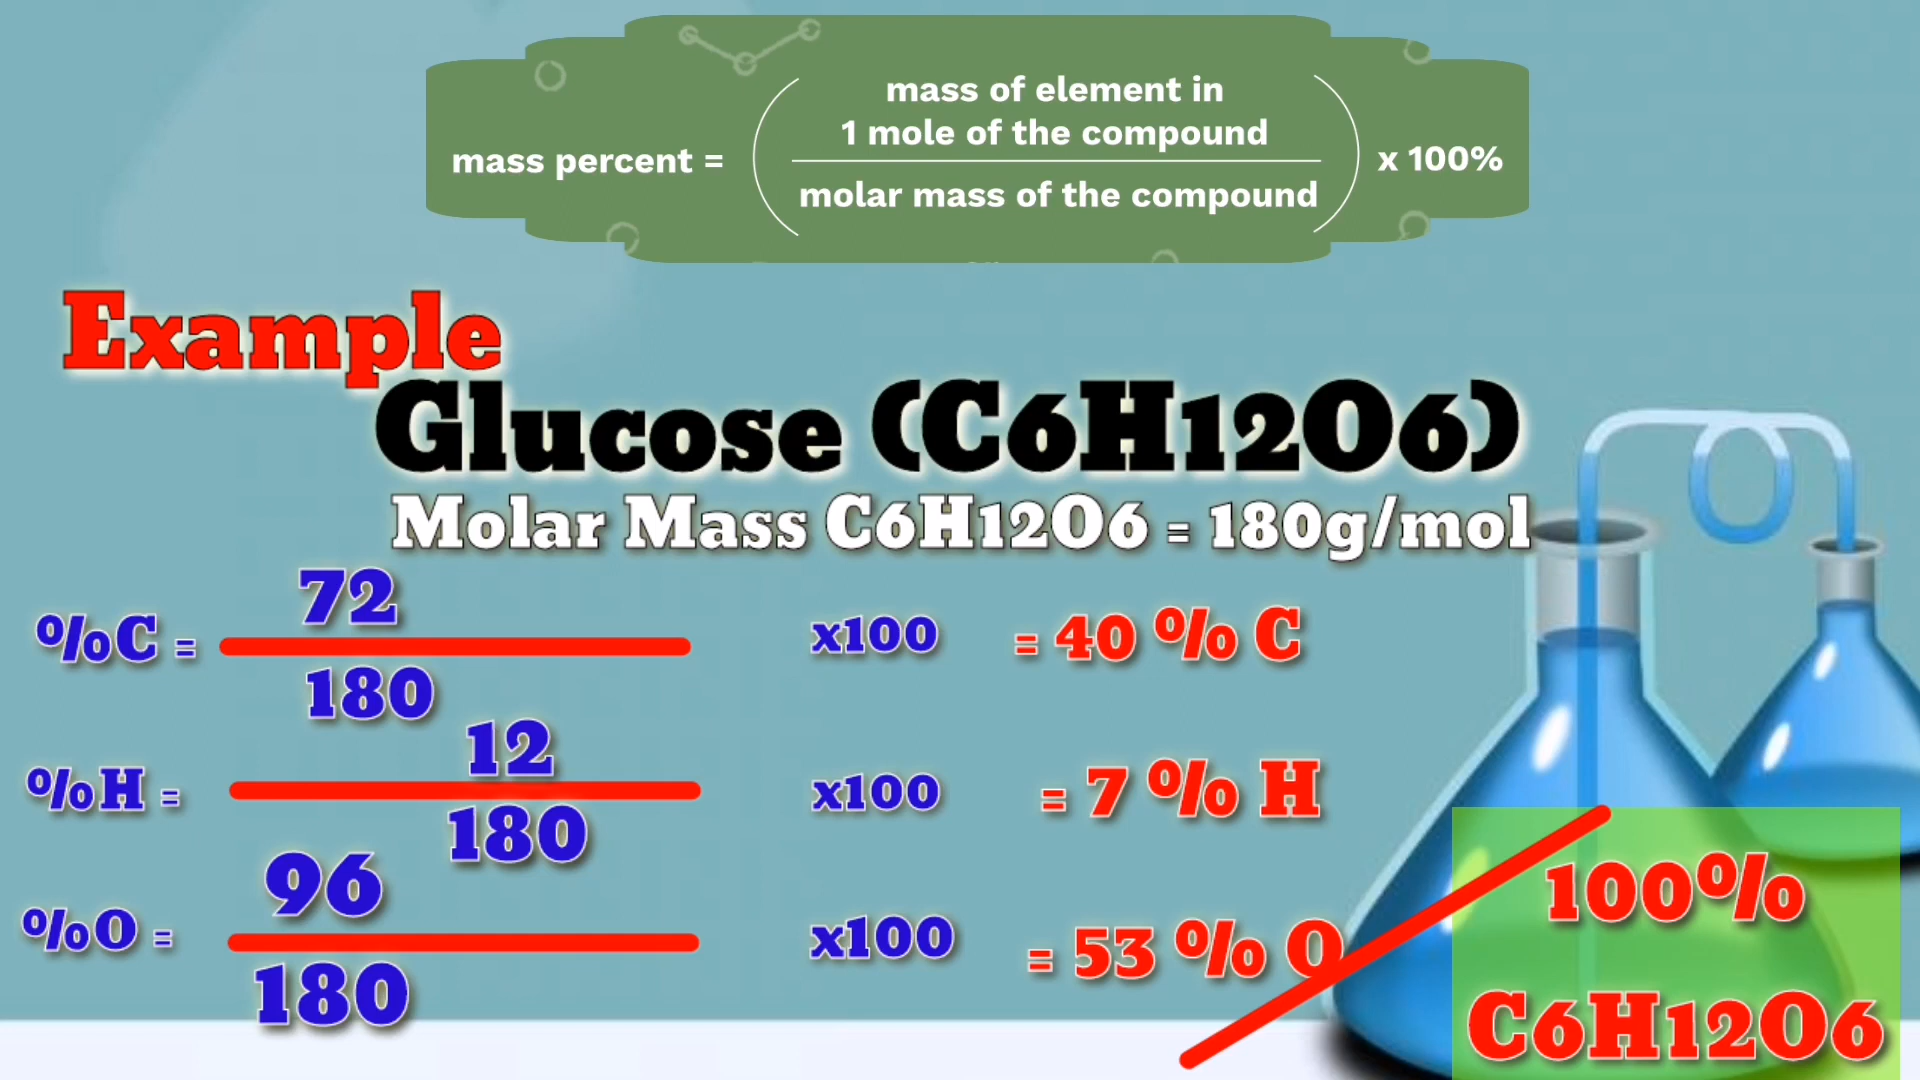 mass of element in
1 mole of the compound
mass percent = x 100%
molar mass of the compound
Example
Glucose (C6H12O6)
Molar Mass C6H12O6 = 180g/mol
72
%C = x100 = 40 % C
180
12
%H = x100 = 7 % H
180
96
%O = x100 = 53 % O
180
100%
C6H12O6